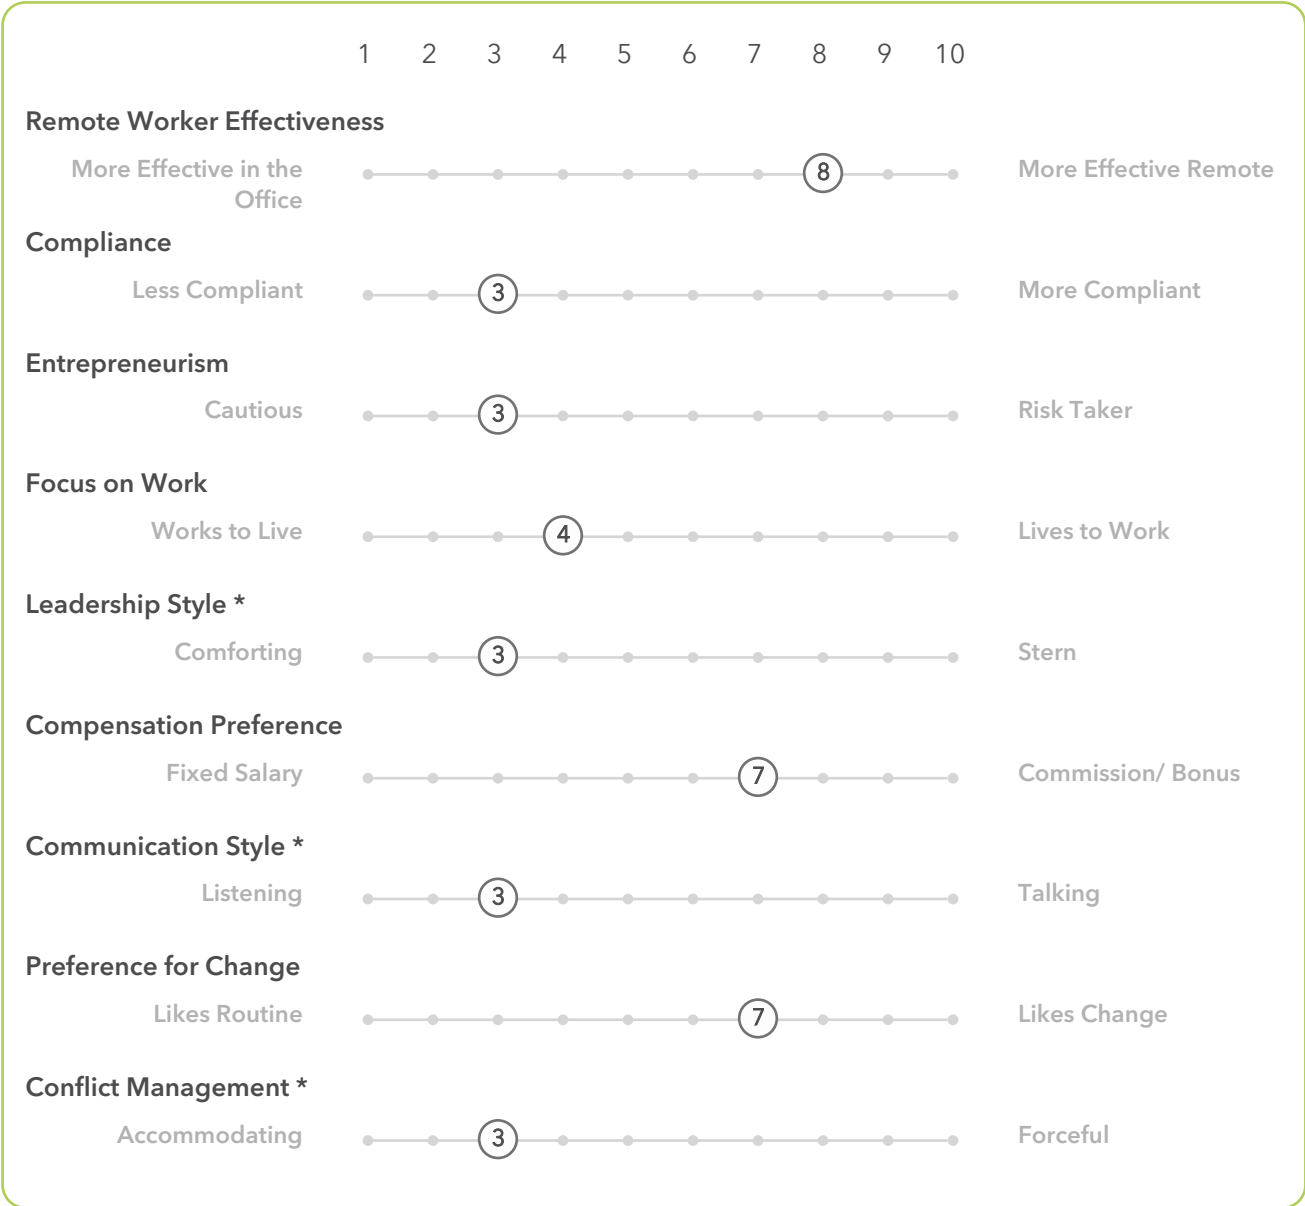 1 2 3 4 5 6 7 8 9 10
Remote Worker Effectiveness
More Effective in the
Office
8
More Effective Remote
Compliance
Less Compliant 3 More Compliant
Entrepreneurism
Cautious 3 Risk Taker
Focus on Work
Works to Live 4 Lives to Work
Leadership Style *
Comforting 3 Stern
Compensation Preference
Fixed Salary 7 Commission/ Bonus
Communication Style *
Listening 3 Talking
Preference for Change
Likes Routine 7 Likes Change
Conflict Management *
Accommodating 3 Forceful